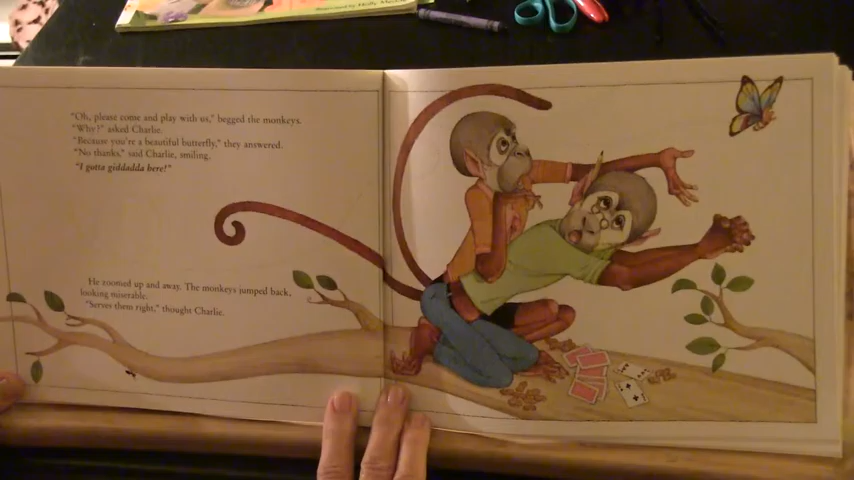 "Oh, please come and play with us," begged the monkeys.
"Why?" asked Charlie.
"Because you're a beautiful butterfly," they answered.
"No thanks," said Charlie, smiling.
"I gotta giddadda here!"
He zoomed up and away. The monkeys jumped back,
looking miserable.
"Serves them right," thought Charlie.